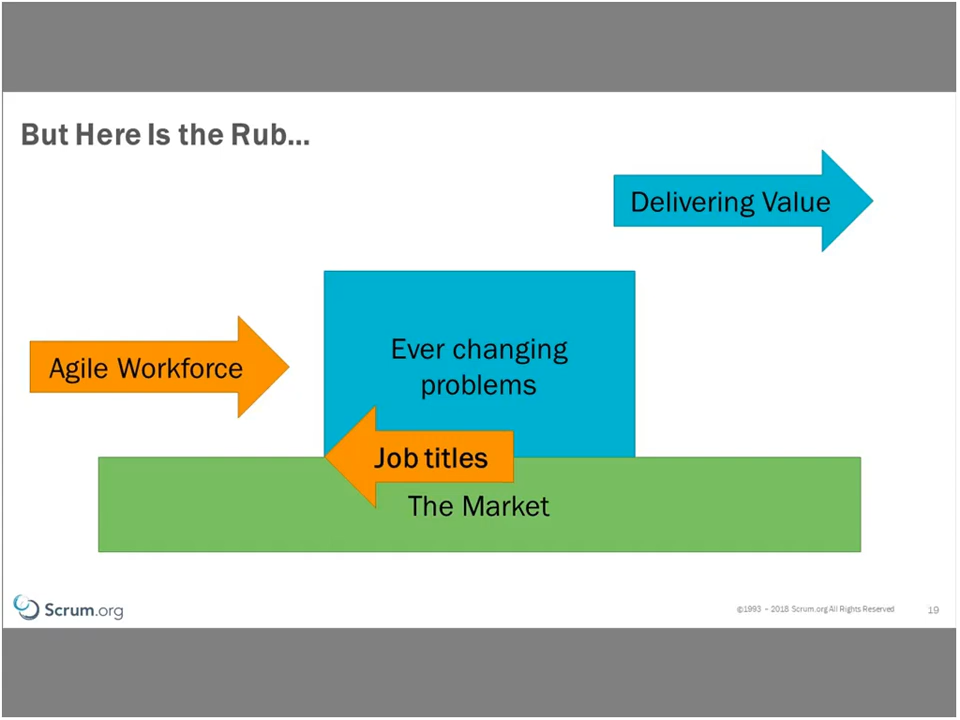 But Here Is the Rub...
Delivering Value
Ever changing
problems
Agile Workforce
Job titles
The Market
Scrum.org
©1993 – 2018 Scrum.org All Rights Reserved
19